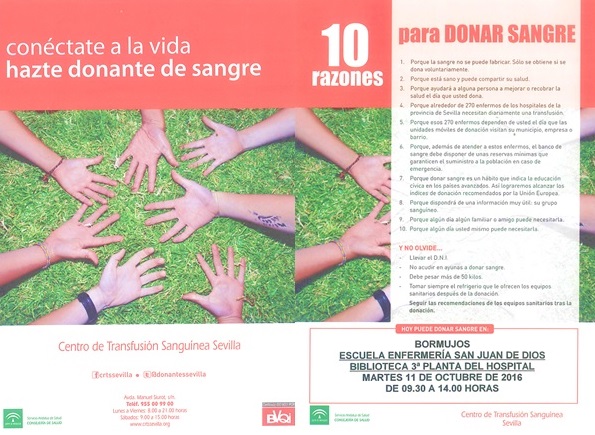 conéctate a la vida
hazte donante de sangre
Centro de Transfusión Sanguínea Sevilla
crtssevilla
@donantessevilla
Avda. Manuel Siurot, s/n.
Teléf. 955 00 99 00
Lunes a Viernes: 8.00 a 21.00 horas
Sábados: 9.00 a 15.00 horas
www.crtssevilla.org
Servicio Andaluz de Salud
CONSEJERÍA DE SALUD
10
razones
para DONAR SANGRE
1. Porque la sangre no se puede fabricar. Sólo se obtiene si se
dona voluntariamente.
2. Porque está sano y puede compartir su salud.
3. Porque ayudará a alguna persona a mejorar o recobrar la
salud el día que usted dona.
4. Porque alrededor de 270 enfermos de los hospitales de la
provincia de Sevilla necesitan diariamente una transfusión.
5. Porque esos 270 enfermos dependen de usted el día que las
unidades móviles de donación visitan su municipio, empresa o
barrio.
6. Porque, además de atender a estos enfermos, el banco de
sangre debe disponer de unas reservas mínimas que
garanticen el suministro a la población en caso de
emergencia.
7. Porque donar sangre es un hábito que indica la educación
cívica en los países avanzados. Así lograremos alcanzar los
índices de donación recomendados por la Unión Europea.
8. Porque dispondrá de una información muy útil: su grupo
sanguíneo.
9. Porque algún día algún familiar o amigo puede necesitarla.
10. Porque algún día usted mismo puede necesitarla.
Y NO OLVIDE...
- Llevar el D.N.I.
- No acudir en ayunas a donar sangre.
- Debe pesar más de 50 kilos.
- Tomar siempre el refrigerio que le ofrecen los equipos
sanitarios después de la donación.
- Seguir las recomendaciones de los equipos sanitarios tras la
donación.
HOY PUEDE DONAR SANGRE EN:
BORMUJOS
ESCUELA ENFERMERÍA SAN JUAN DE DIOS
BIBLIOTECA 3ª PLANTA DEL HOSPITAL
MARTES 11 DE OCTUBRE DE 2016
DE 09.30 A 14.00 HORAS
BVQI
Servicio Andaluz de Salud
CONSEJERÍA DE SALUD
Centro de Transfusión Sanguínea
Sevilla